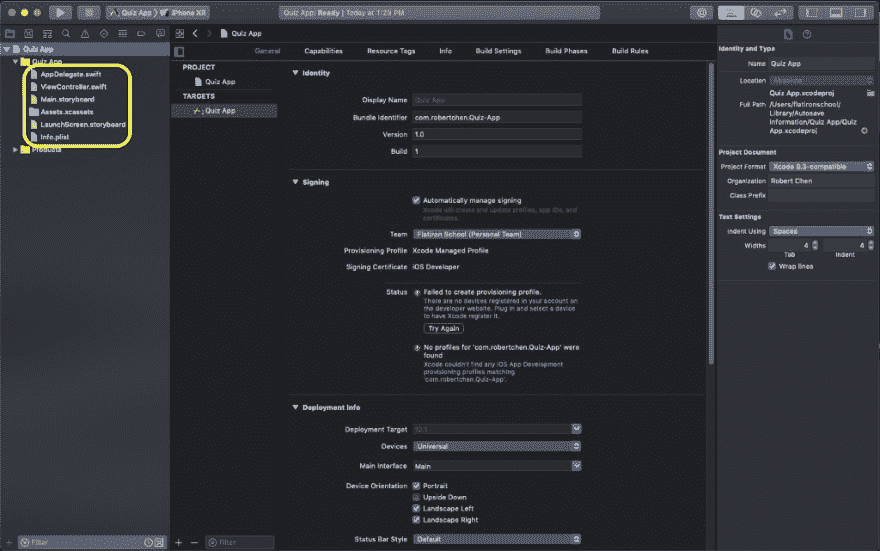 Quiz App
iPhone XR
Quiz App: Ready | Today at 1:29 PM
Quiz App
Quiz App
General
Capabilities
Resource Tags
Info
Build Settings
Build Phases
Build Rules
Quiz App
AppDelegate.swift
ViewController.swift
Main.storyboard
Assets.xcassets
LaunchScreen.storyboard
Info.plist
Products
Filter
PROJECT
Quiz App
TARGETS
Quiz App
Filter
Identity
Display Name Quiz App
Bundle Identifier com.robertchen.Quiz-App
Version 1.0
Build 1
Signing
Automatically manage signing
Xcode will create and update profiles, app IDs, and
certificates.
Team Flatiron School (Personal Team)
Provisioning Profile Xcode Managed Profile
Signing Certificate iOS Developer
Status Failed to create provisioning profile.
There are no devices registered in your account on
the developer website. Plug in and select a device
to have Xcode register it.
Try Again
No profiles for 'com.robertchen.Quiz-App' were
found
Xcode couldn't find any iOS App Development
provisioning profiles matching
'com.robertchen.Quiz-App'.
Deployment Info
Deployment Target 12.1
Devices Universal
Main Interface Main
Device Orientation Portrait
Upside Down
Landscape Left
Landscape Right
Status Bar Style Default
Identity and Type
Name Quiz App
Location Absolute
Quiz App.xcodeproj
Full Path /Users/flatironschool/
Library/Autosave
Information/Quiz App/Quiz
App.xcodeproj
Project Document
Project Format Xcode 9.3-compatible
Organization Robert Chen
Class Prefix
Text Settings
Indent Using Spaces
Widths 4 4
Tab Indent
Wrap lines